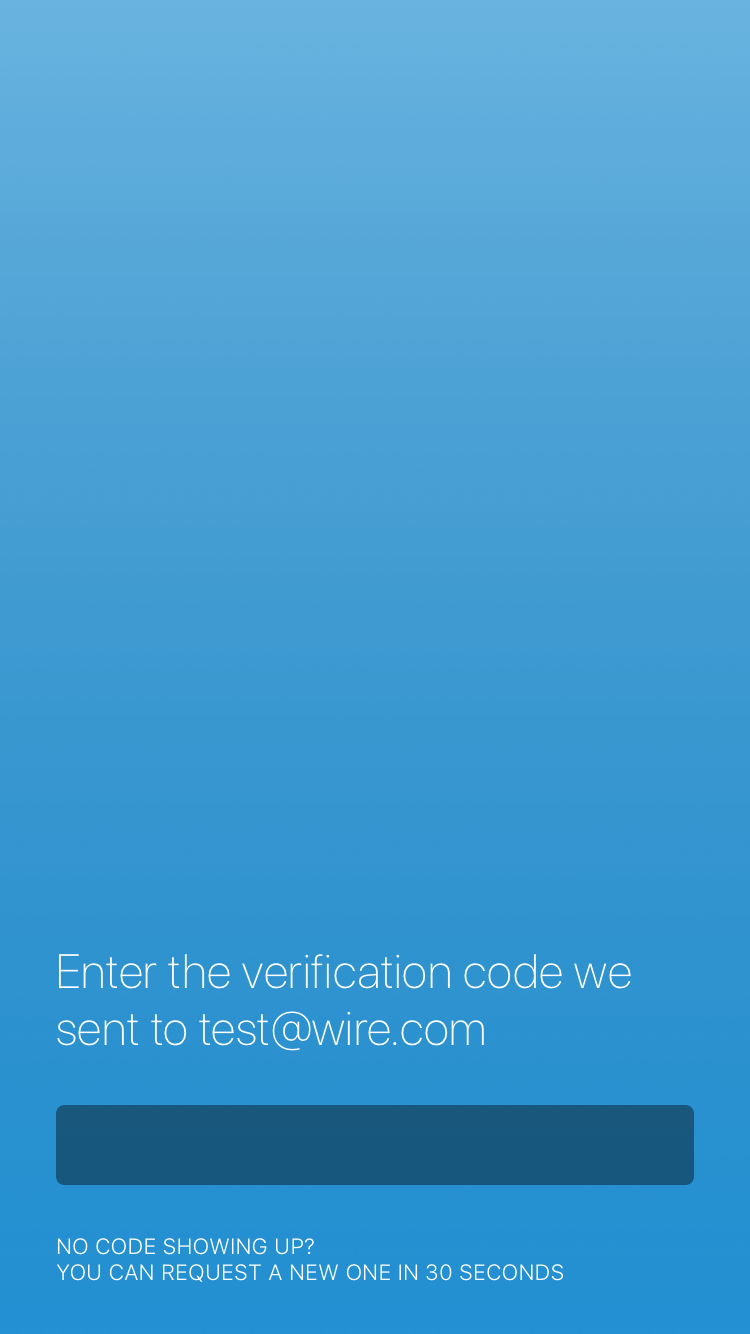 Enter the verification code we
sent to test@wire.com
NO CODE SHOWING UP?
YOU CAN REQUEST A NEW ONE IN 30 SECONDS